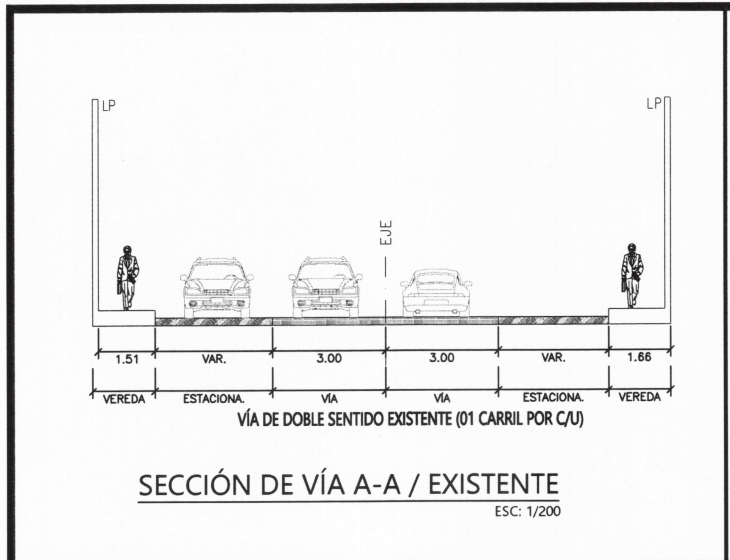 LP
LP
EJE
1.51 VAR. 3.00 3.00 VAR. 1.66
VEREDA ESTACIONA. VÍA VÍA ESTACIONA. VEREDA
VÍA DE DOBLE SENTIDO EXISTENTE (01 CARRIL POR C/U)
SECCIÓN DE VÍA A-A / EXISTENTE
ESC: 1/200